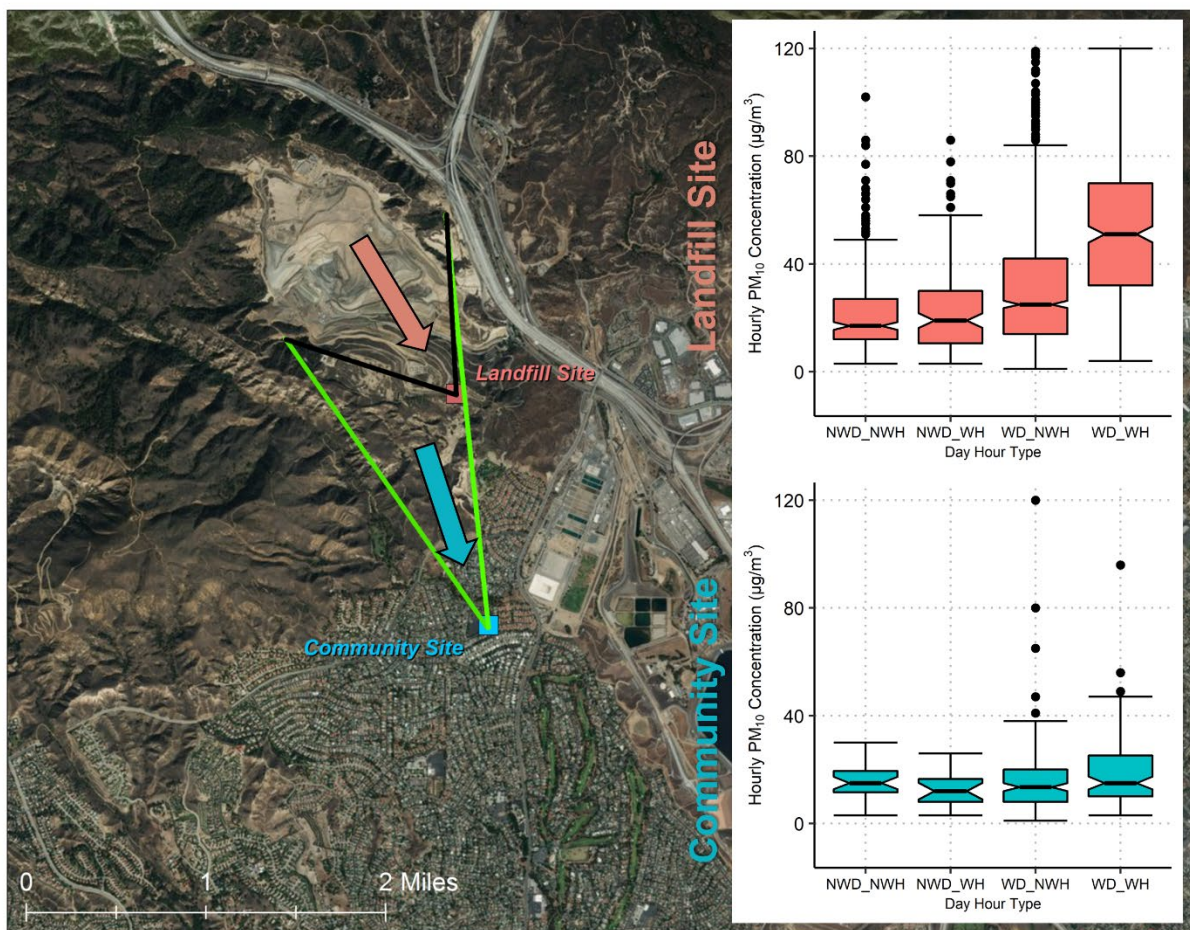 Landfill Site
Community Site
0 1 2 Miles
Landfill Site
Hourly PM₁₀ Concentration (µg/m³)
120
80
40
0
NWD_NWH NWD_WH WD_NWH WD_WH
Day Hour Type
Community Site
Hourly PM₁₀ Concentration (µg/m³)
120
80
40
0
NWD_NWH NWD_WH WD_NWH WD_WH
Day Hour Type